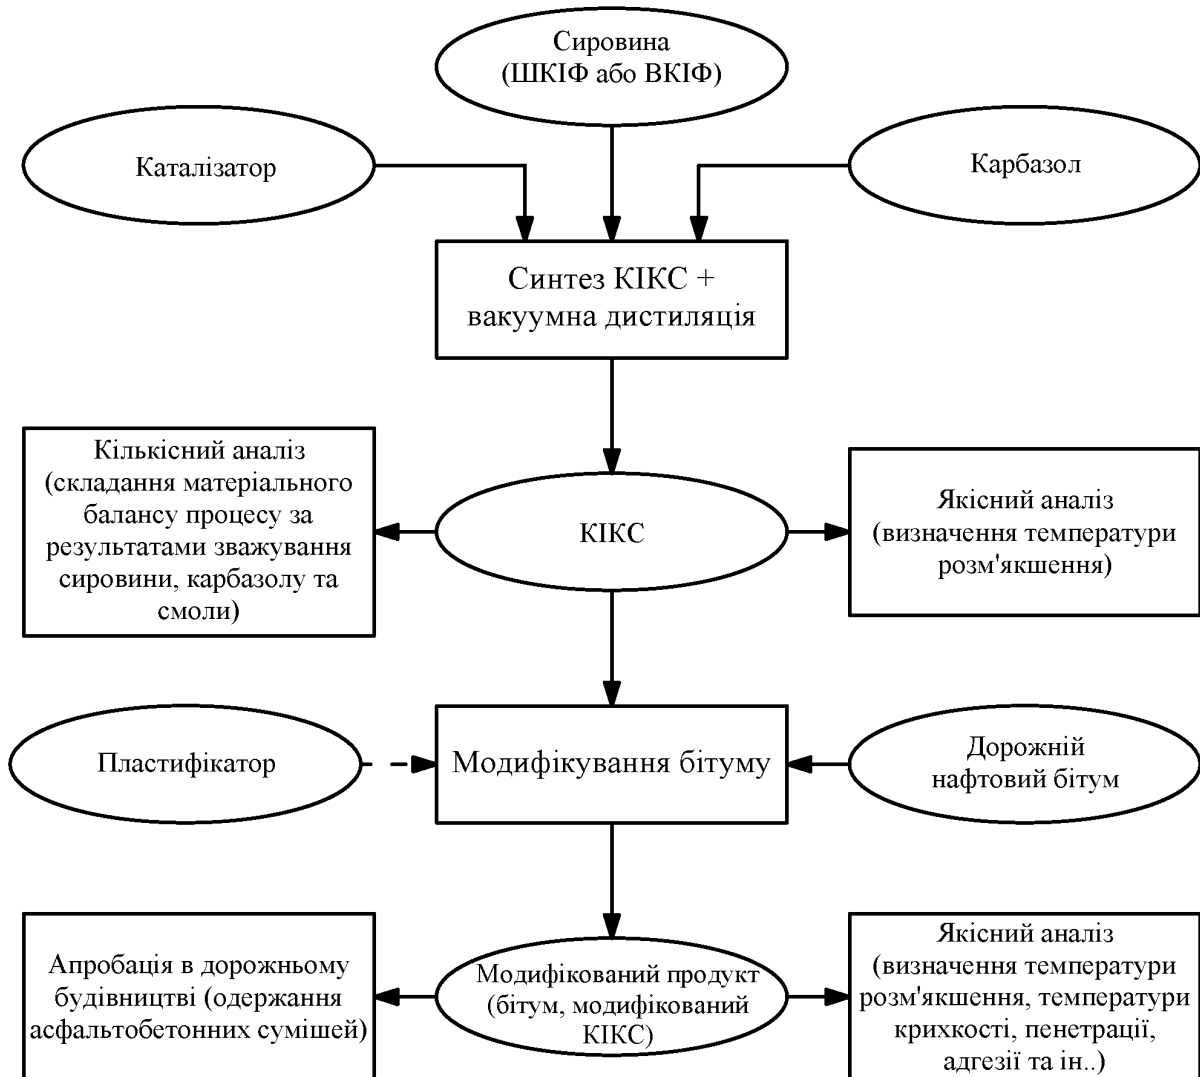 Сировина
(ШКІФ або ВКІФ)
Каталізатор
Карбазол
Синтез КІКС +
вакуумна дистиляція
Кількісний аналіз
(складання матеріального
балансу процесу за
результатами зважування
сировини, карбазолу та
смоли)
КІКС
Якісний аналіз
(визначення температури
розм'якшення)
Пластифікатор
Модифікування бітуму
Дорожній
нафтовий бітум
Апробація в дорожньому
будівництві (одержання
асфальтобетонних сумішей)
Модифікований продукт
(бітум, модифікований
КІКС)
Якісний аналіз
(визначення температури
розм'якшення, температури
крихкості, пенетрації,
адгезії та ін..)